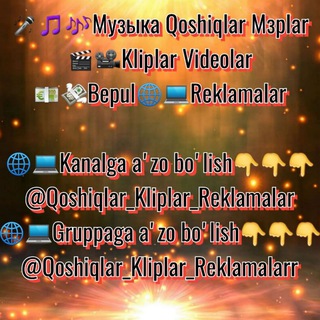 🎤🎵🎶Музыка Qoshiqlar Мзplar
🎬🎥Kliplar Videolar
💵💸Bepul🌐💻Reklamalar
🌐💻Kanalga a'zo bo'lish👇👇👇
@Qoshiqlar_Kliplar_Reklamalar
🌐💻Gruppaga a'zo bo'lish👇👇👇
@Qoshiqlar_Kliplar_Reklamalarr